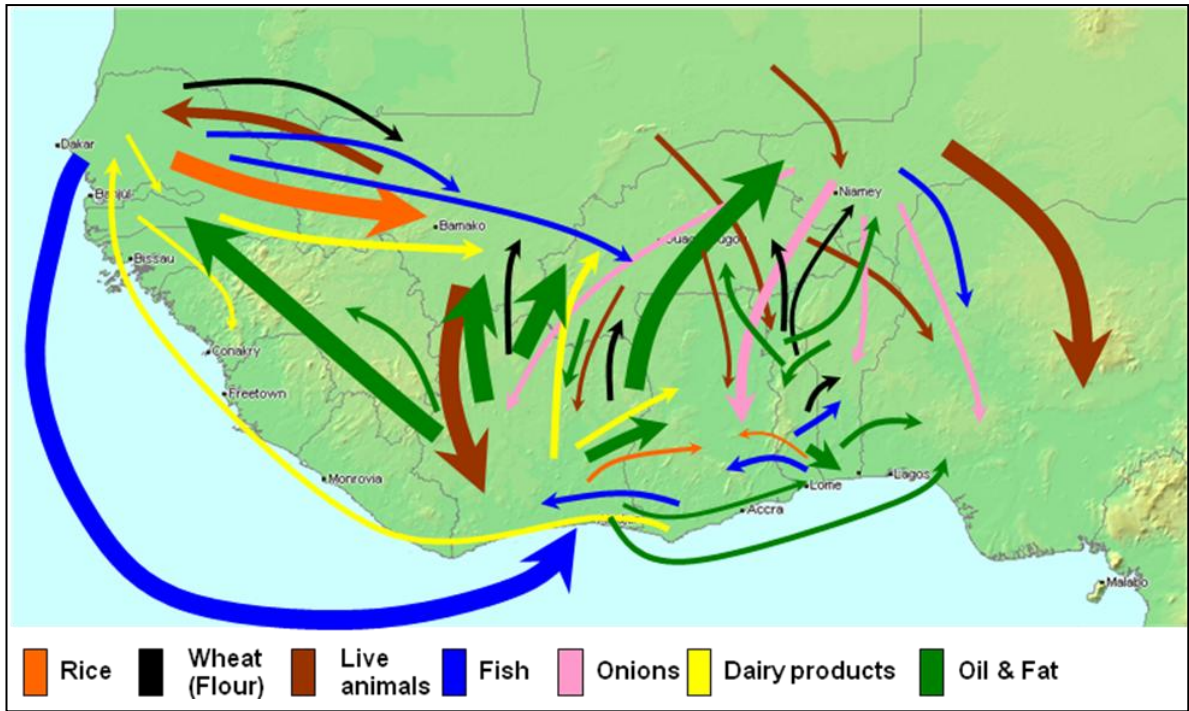 Dakar
Banjul
Niamey
Bamako
Bissau
Conakry
Freetown
Monrovia
Lagos
Lome
Accra
Malabo
Rice
Wheat
(Flour)
Live
animals
Fish
Onions
Dairy products
Oil & Fat